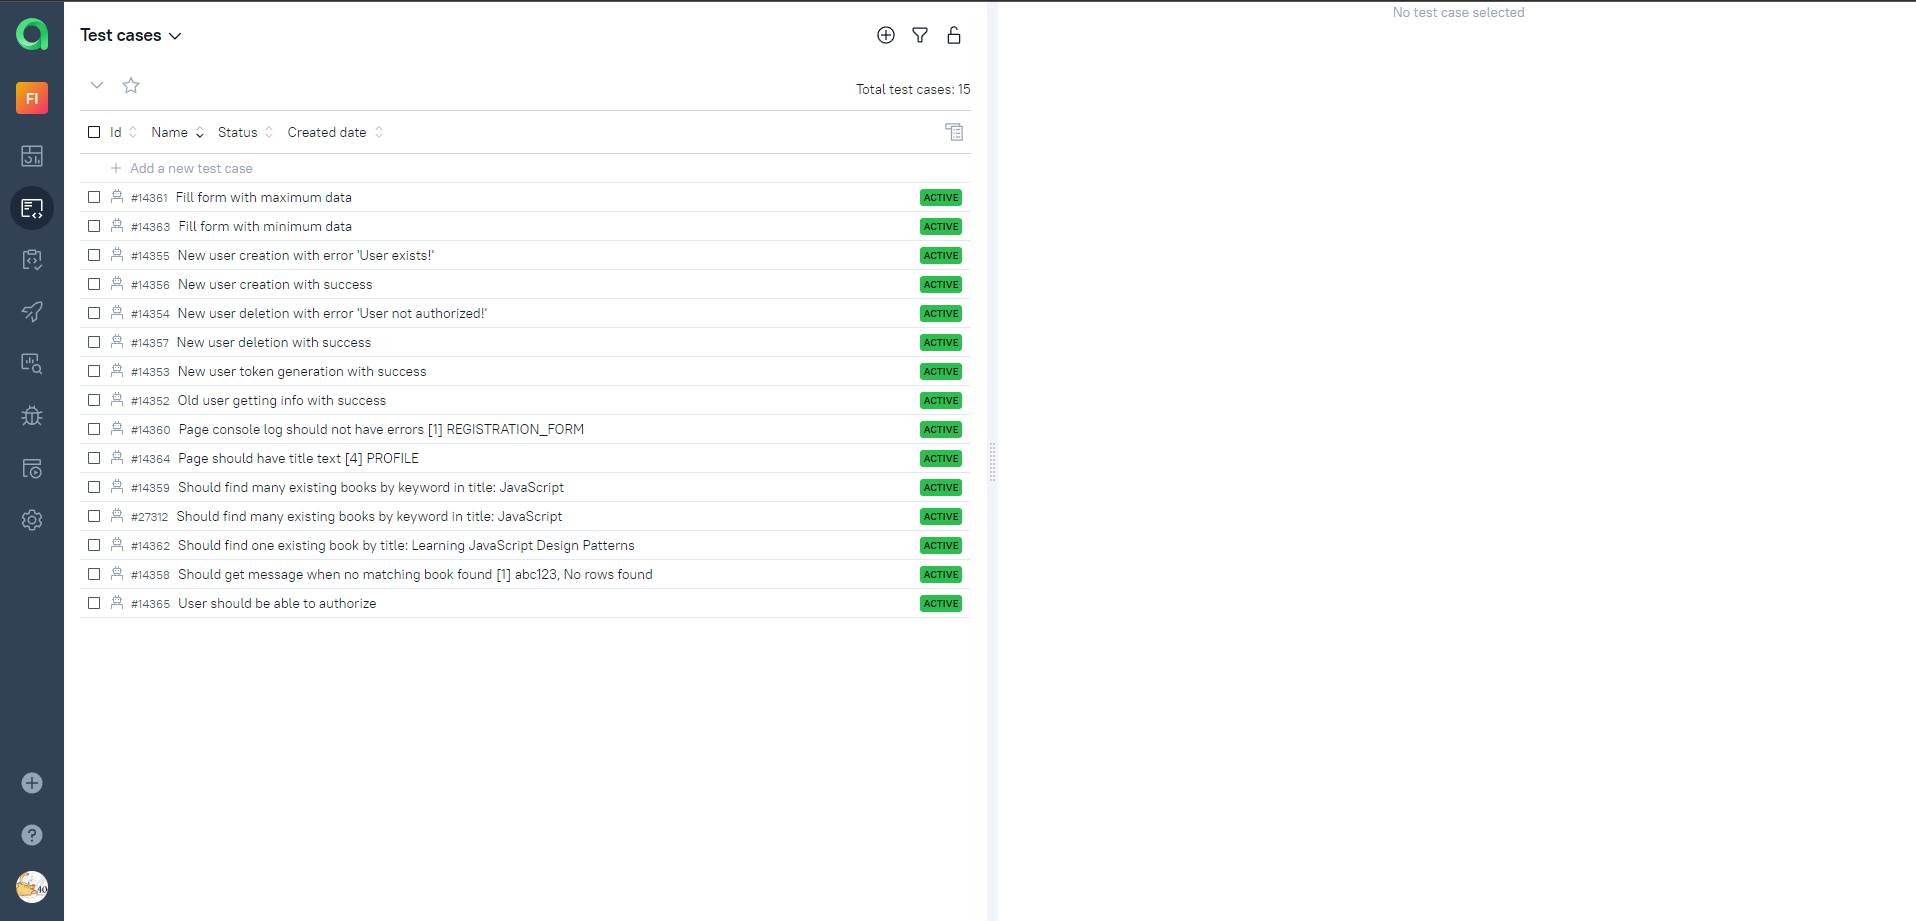 No test case selected
Test cases
FI
Total test cases: 15
Id Name Status Created date
Add a new test case
#14361 Fill form with maximum data ACTIVE
#14363 Fill form with minimum data ACTIVE
#14355 New user creation with error 'User exists!' ACTIVE
#14356 New user creation with success ACTIVE
#14354 New user deletion with error 'User not authorized!' ACTIVE
#14357 New user deletion with success ACTIVE
#14353 New user token generation with success ACTIVE
#14352 Old user getting info with success ACTIVE
#14360 Page console log should not have errors [1] REGISTRATION_FORM ACTIVE
#14364 Page should have title text [4] PROFILE ACTIVE
#14359 Should find many existing books by keyword in title: JavaScript ACTIVE
#27312 Should find many existing books by keyword in title: JavaScript ACTIVE
#14362 Should find one existing book by title: Learning JavaScript Design Patterns ACTIVE
#14358 Should get message when no matching book found [1] abc123, No rows found ACTIVE
#14365 User should be able to authorize ACTIVE
?
40